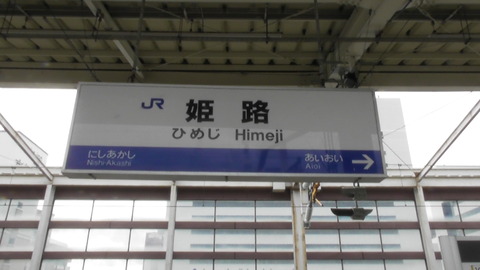 JR 姫路
ひめじ Himeji
にしあかし あいおい →
Nishi-Akashi Aioi